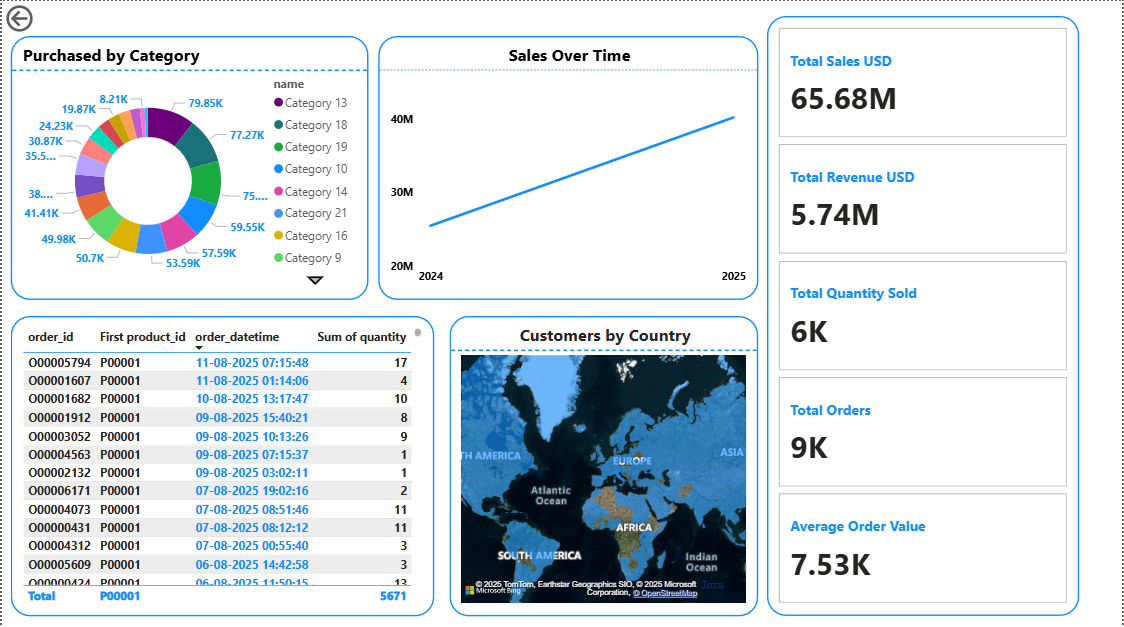 Purchased by Category
8.21K
79.85K
19.87K
24.23K
77.27K
30.87K
35.5...
38....
75....
41.41K
59.55K
49.98K
57.59K
50.7K
53.59K
name
Category 13
Category 18
Category 19
Category 10
Category 14
Category 21
Category 16
Category 9
Sales Over Time
40M
30M
20M
2024
2025
Total Sales USD
65.68M
Total Revenue USD
5.74M
Total Quantity Sold
6K
Total Orders
9K
Average Order Value
7.53K
order_id First product_id order_datetime Sum of quantity
O00005794 P00001 11-08-2025 07:15:48 17
O00001607 P00001 11-08-2025 01:14:06 4
O00001682 P00001 10-08-2025 13:17:47 10
O00001912 P00001 09-08-2025 15:40:21 8
O00003052 P00001 09-08-2025 10:13:26 9
O00004563 P00001 09-08-2025 07:15:37 1
O00002132 P00001 09-08-2025 03:02:11 1
O00006171 P00001 07-08-2025 19:02:16 2
O00004073 P00001 07-08-2025 08:51:46 11
O00000431 P00001 07-08-2025 08:12:12 11
O00004312 P00001 07-08-2025 00:55:40 3
O00005609 P00001 06-08-2025 14:42:58 3
O00000424 P00001 06-08-2025 11:50:15 13
Total P00001 5671
Customers by Country
TH AMERICA
EUROPE
ASIA
Atlantic
Ocean
AFRICA
SOUTH AMERICA
Indian
Ocean
© 2025 TomTom, Earthstar Geographics SIO, © 2025 Microsoft Terms
Microsoft Bing
Corporation, © OpenStreetMap